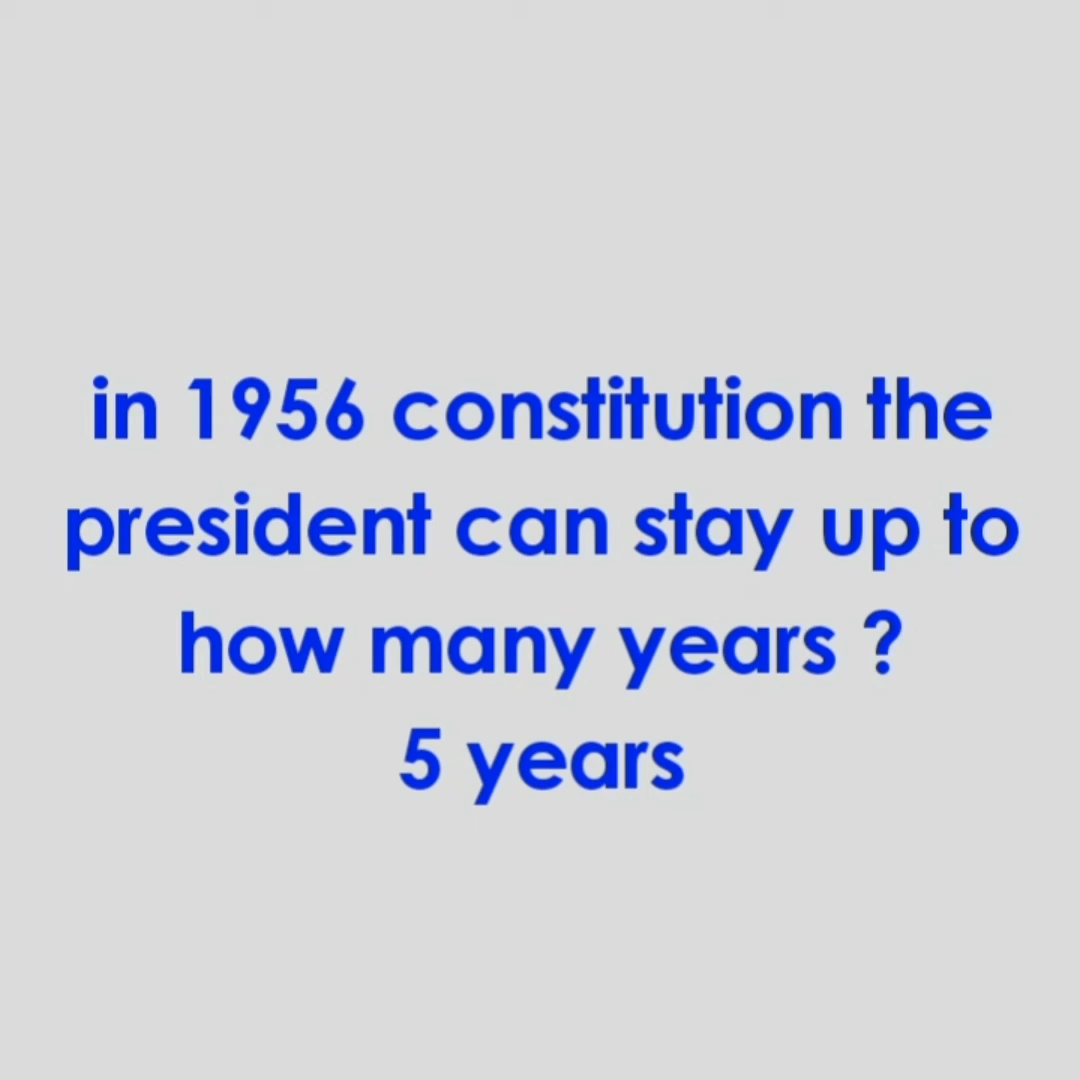 in 1956 constitution the
president can stay up to
how many years ?
5 years